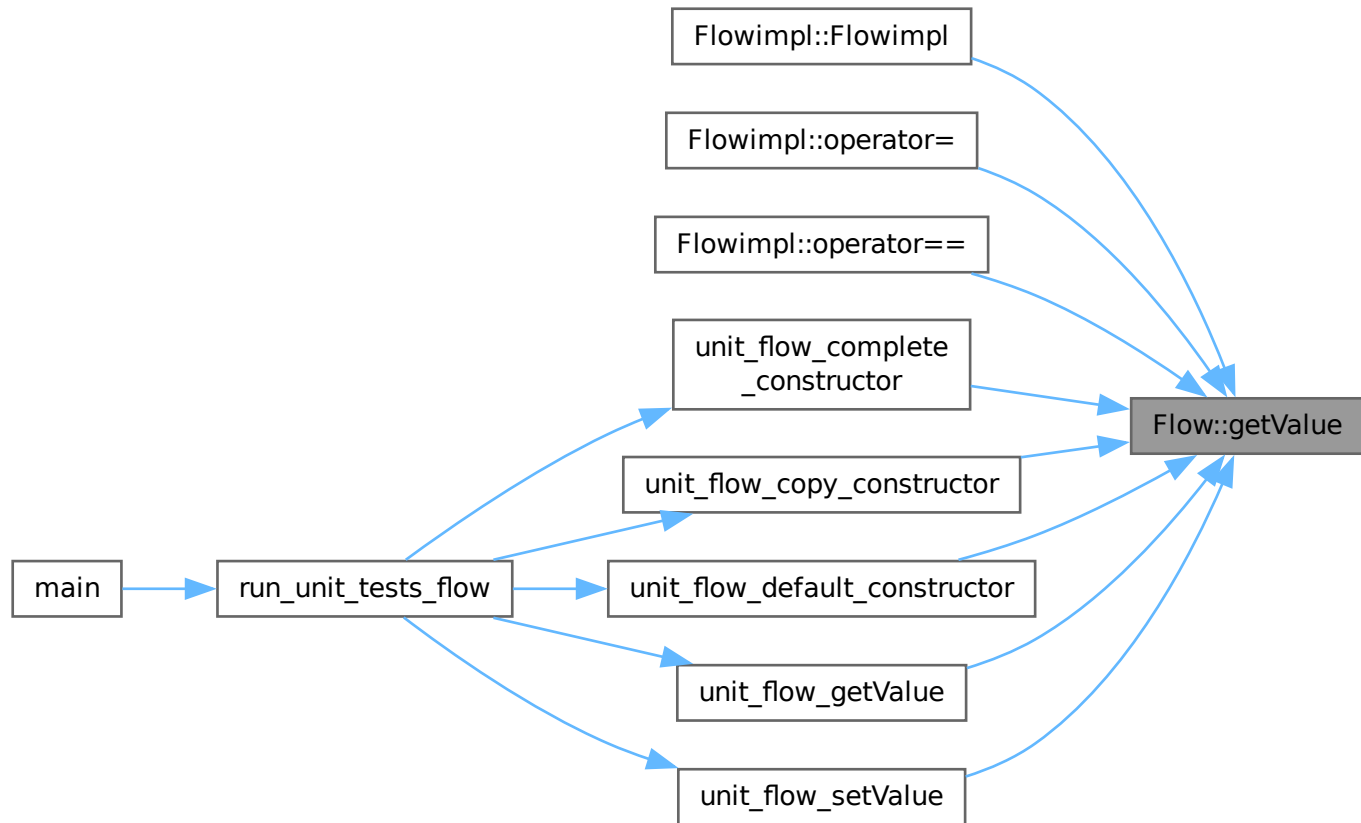 Flowimpl::Flowimpl
Flowimpl::operator=
Flowimpl::operator==
unit_flow_complete
_constructor
Flow::getValue
unit_flow_copy_constructor
main
run_unit_tests_flow
unit_flow_default_constructor
unit_flow_getValue
unit_flow_setValue